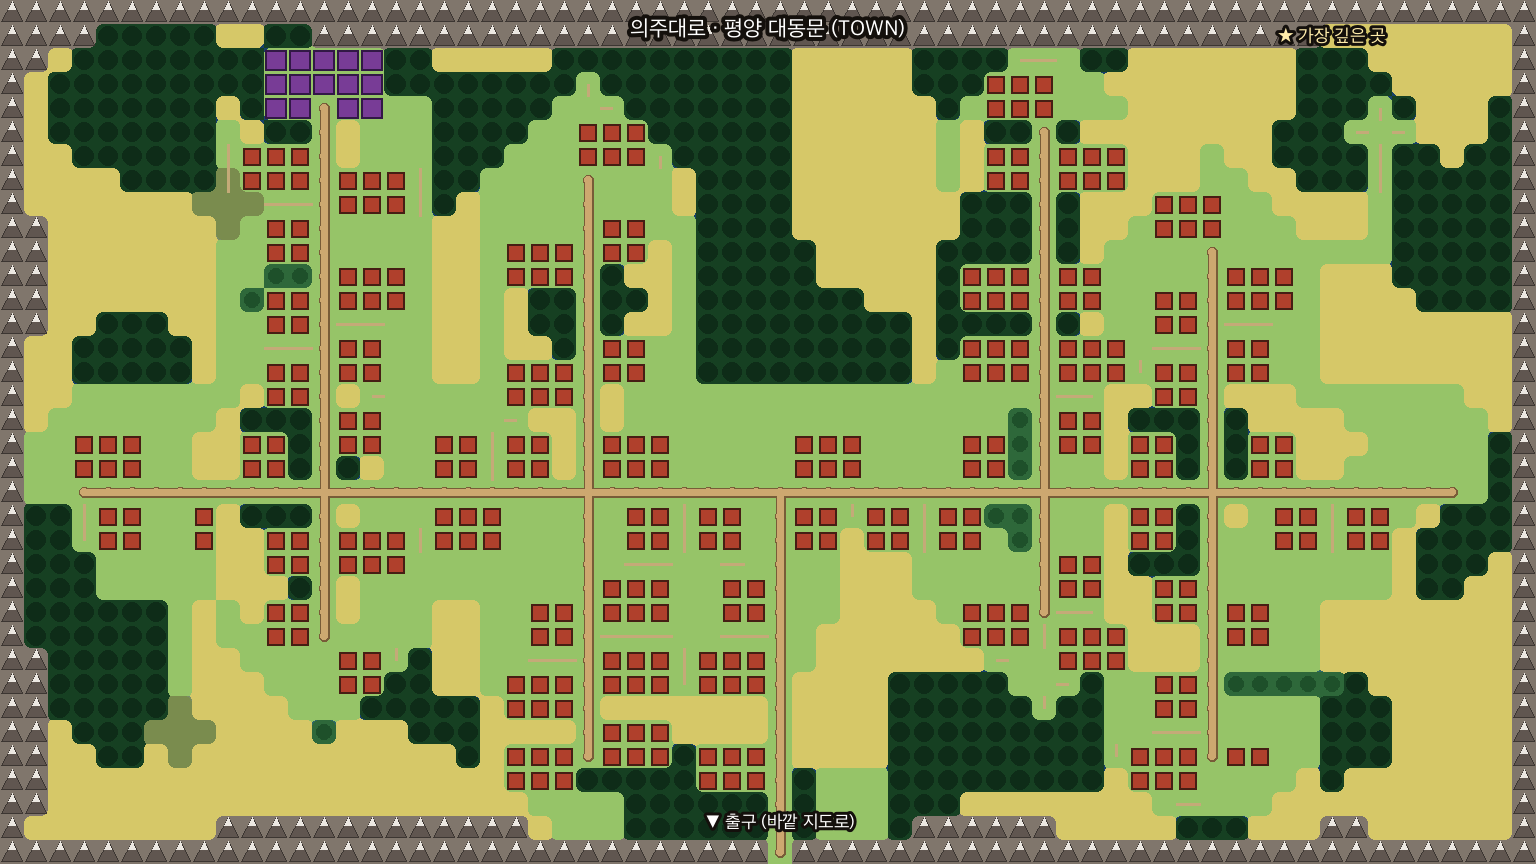 의주대로· 평양 대동문 (TOWN)
★ 가장 깊은 곳
▼ 출구 (바깥 지도로)